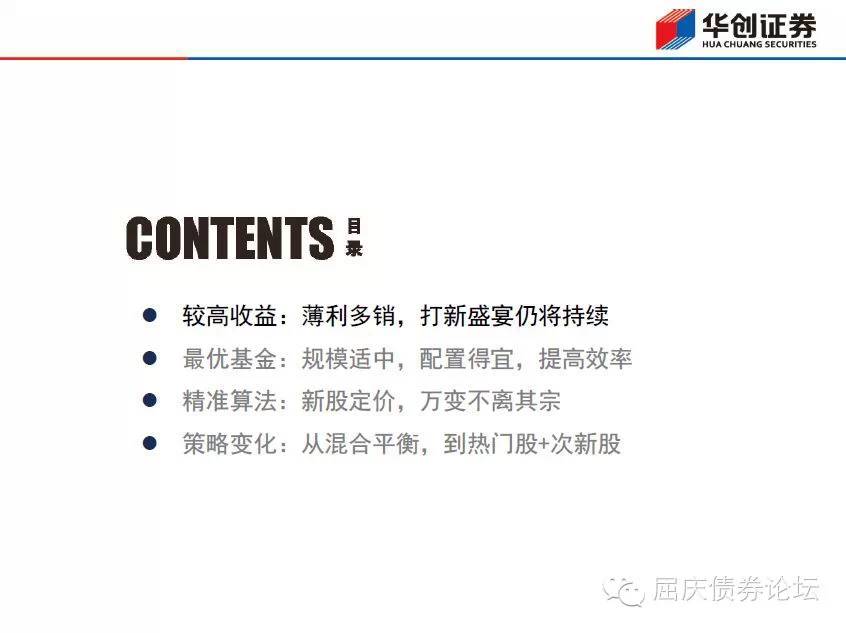 华创证券
HUA CHUANG SECURITIES
CONTENTS 目录
较高收益：薄利多销，打新盛宴仍将持续
最优基金：规模适中，配置得宜，提高效率
精准算法：新股定价，万变不离其宗
策略变化：从混合平衡，到热门股+次新股
屈庆债券论坛